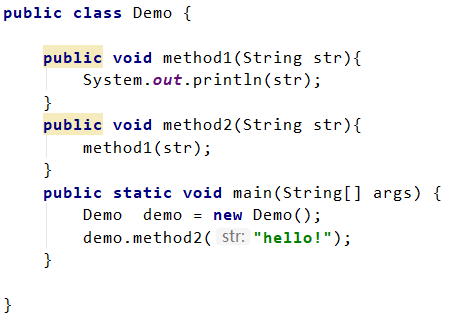 public class Demo {
public void method1(String str){
System.out.println(str);
}
public void method2(String str){
method1(str);
}
public static void main(String[] args) {
Demo  demo = new Demo();
demo.method2( str: "hello!");
}
}